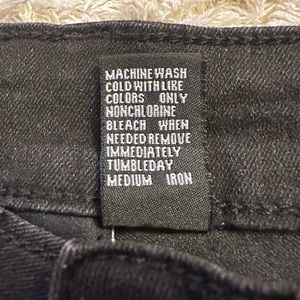 MACHINE WASH
COLD WITH LIKE
COLORS ONLY
NONCHLORINE
BLEACH WHEN
NEEDED REMOVE
IMMEDIATELY
TUMBLEDAY
MEDIUM IRON